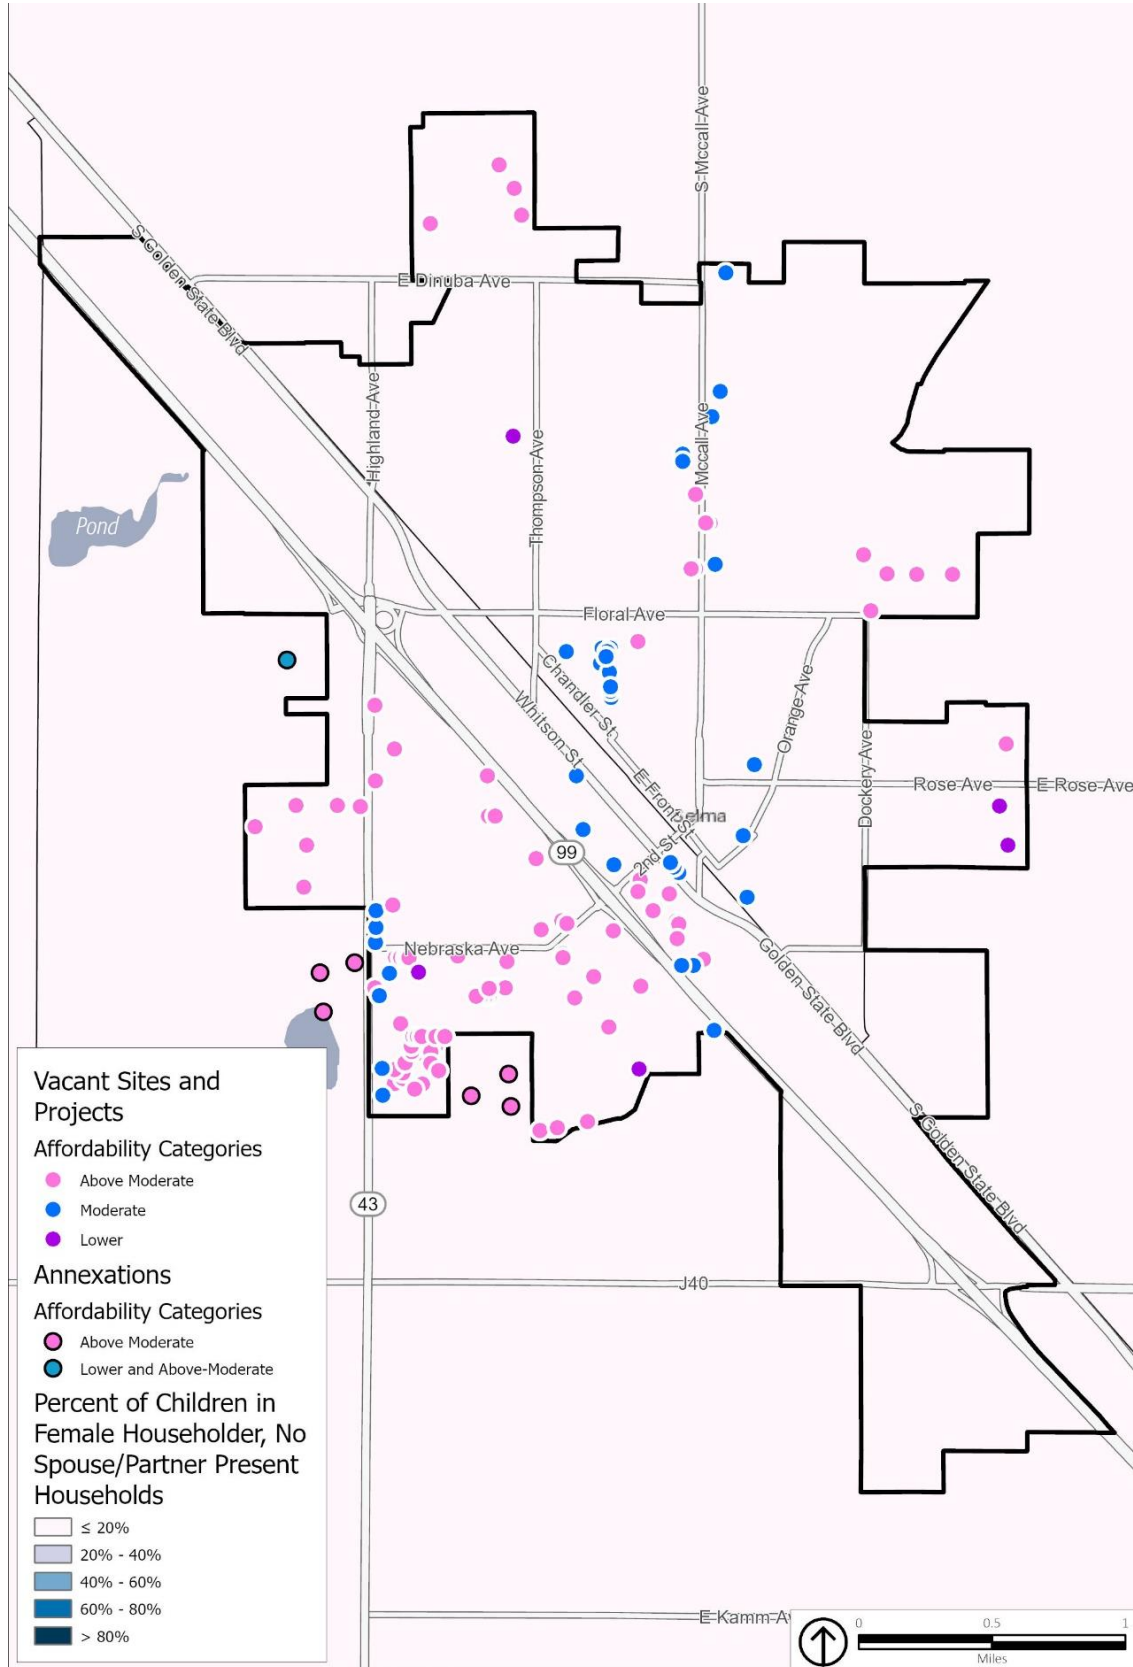 S-Mccall-Ave
S Golden State Blvd
E Dinuba Ave
Highland-Ave
Mccall-Ave
Thompson-Ave
Pond
Floral Ave
Chandler-St
Whitson-St
Orange-Ave
E Front-St
Dockery-Ave
Rose Ave
E Rose Ave
2nd-St
99
Nebraska Ave
Golden-State-Blvd
S-Golden-State-Blvd
43
J40
Vacant Sites and
Projects
Affordability Categories
Above Moderate
Moderate
Lower
Annexations
Affordability Categories
Above Moderate
Lower and Above-Moderate
Percent of Children in
Female Householder, No
Spouse/Partner Present
Households
≤ 20%
20% - 40%
40% - 60%
60% - 80%
> 80%
E Kamm Av
0 0.5 1
Miles